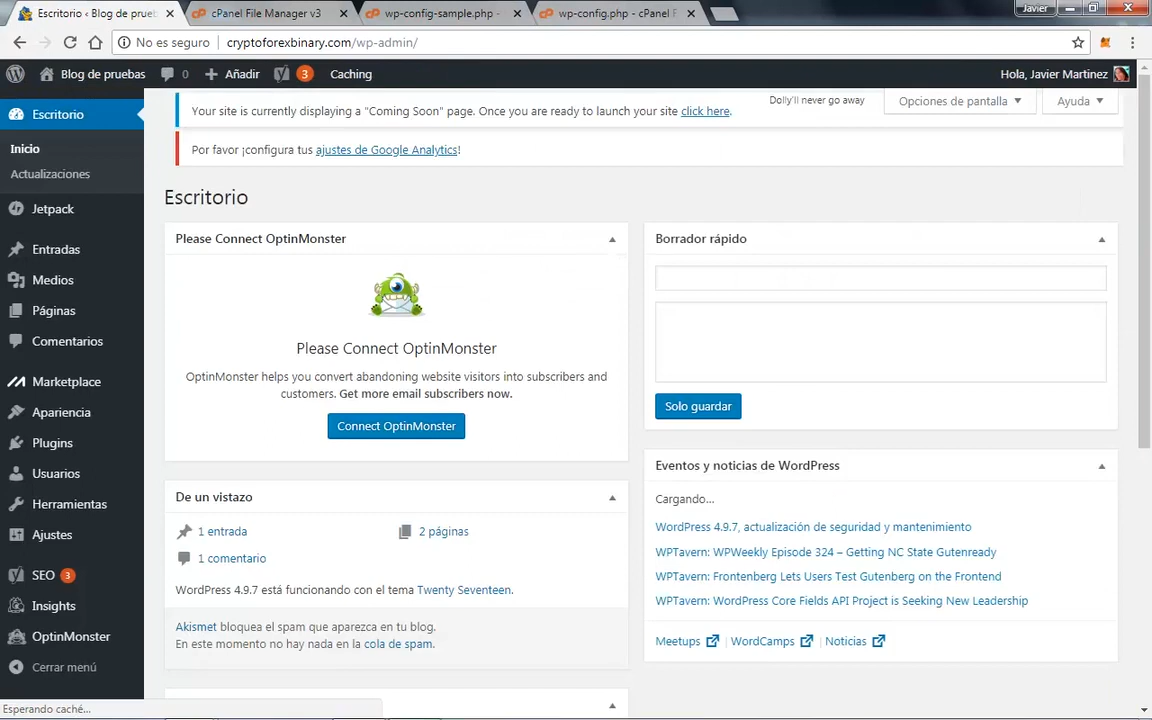 Escritorio ‹ Blog de prue
cPanel File Manager v3
wp-config-sample.php -
wp-config.php - cPanel F
Javier
No es seguro
cryptoforexbinary.com/wp-admin/
Blog de pruebas
0
Añadir
3
Caching
Hola, Javier Martinez
Escritorio
Inicio
Actualizaciones
Jetpack
Entradas
Medios
Páginas
Comentarios
Marketplace
Apariencia
Plugins
Usuarios
Herramientas
Ajustes
SEO 3
Insights
OptinMonster
Cerrar menú
Dolly'll never go away
Opciones de pantalla
Ayuda
Your site is currently displaying a "Coming Soon" page. Once you are ready to launch your site click here.
Por favor ¡configura tus ajustes de Google Analytics!
Escritorio
Please Connect OptinMonster
Please Connect OptinMonster
OptinMonster helps you convert abandoning website visitors into subscribers and
customers. Get more email subscribers now.
Connect OptinMonster
De un vistazo
1 entrada
2 páginas
1 comentario
WordPress 4.9.7 está funcionando con el tema Twenty Seventeen.
Akismet bloquea el spam que aparezca en tu blog.
En este momento no hay nada en la cola de spam.
Borrador rápido
Solo guardar
Eventos y noticias de WordPress
Cargando...
WordPress 4.9.7, actualización de seguridad y mantenimiento
WPTavern: WPWeekly Episode 324 – Getting NC State Gutenready
WPTavern: Frontenberg Lets Users Test Gutenberg on the Frontend
WPTavern: WordPress Core Fields API Project is Seeking New Leadership
Meetups | WordCamps | Noticias
Esperando caché...